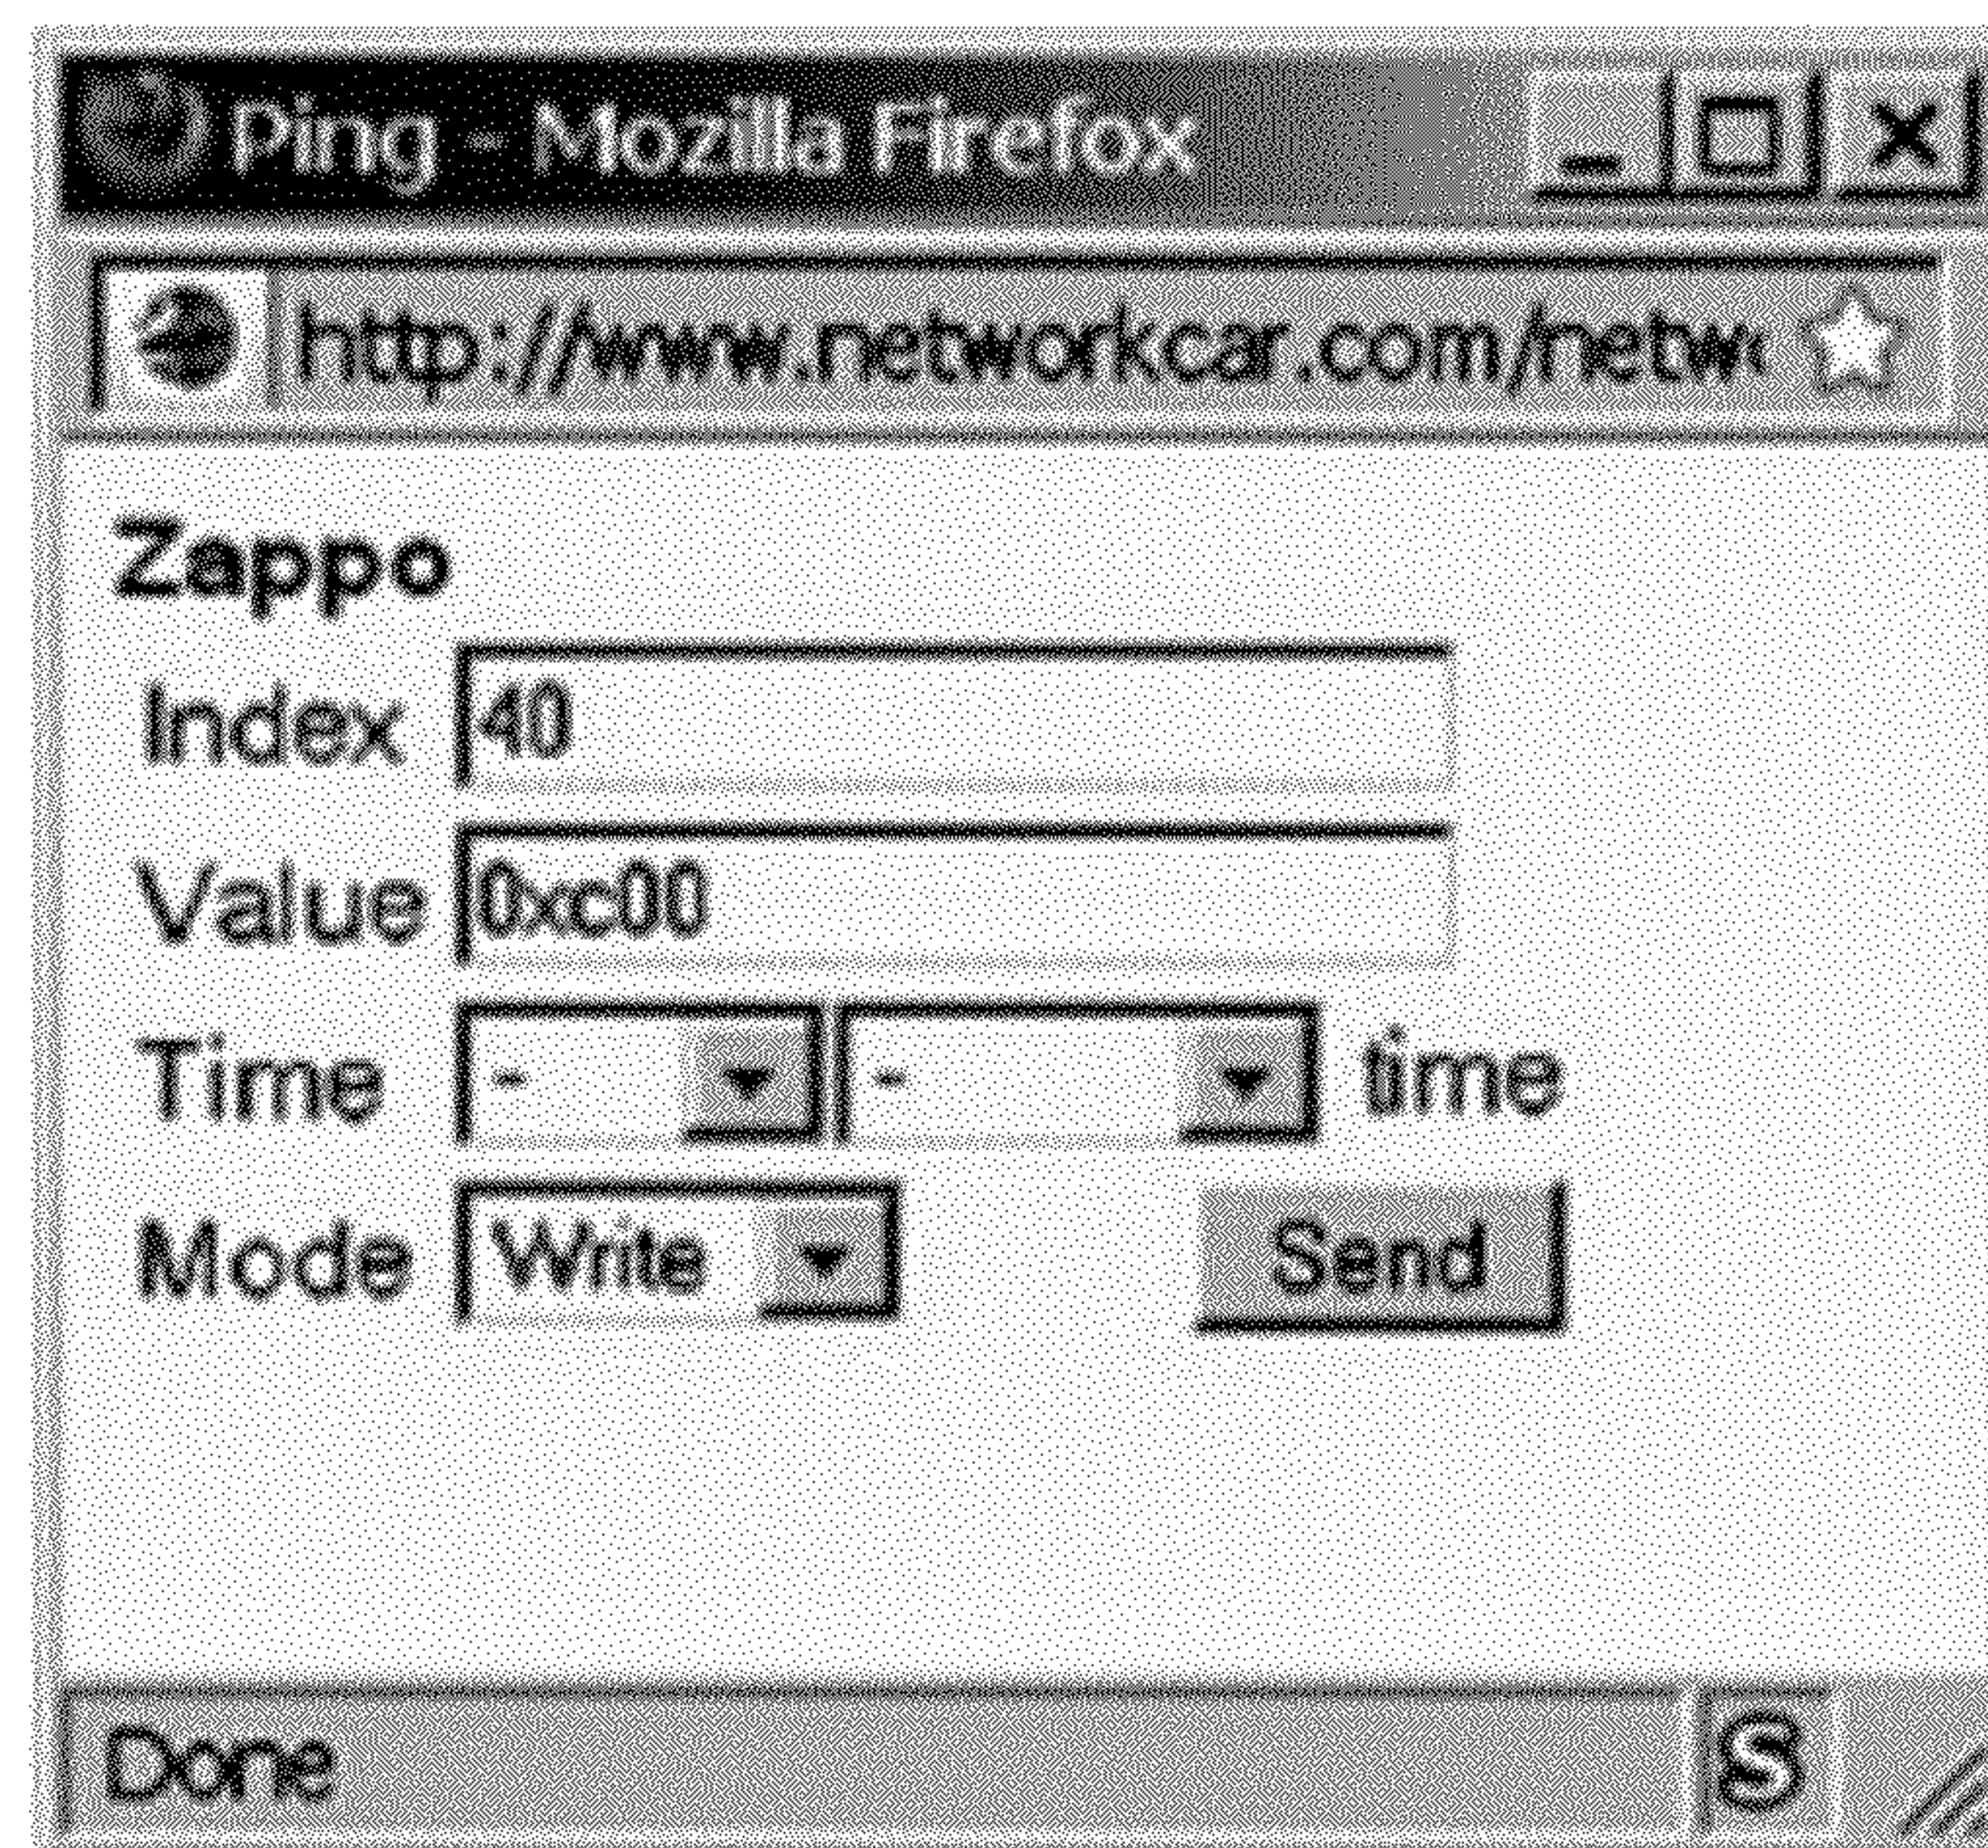 Ping - Mozilla Firefox
http://www.networkcar.com/netw
Zappo
Index 40
Value 0xc00
Time - - time
Mode Write Send
Done S